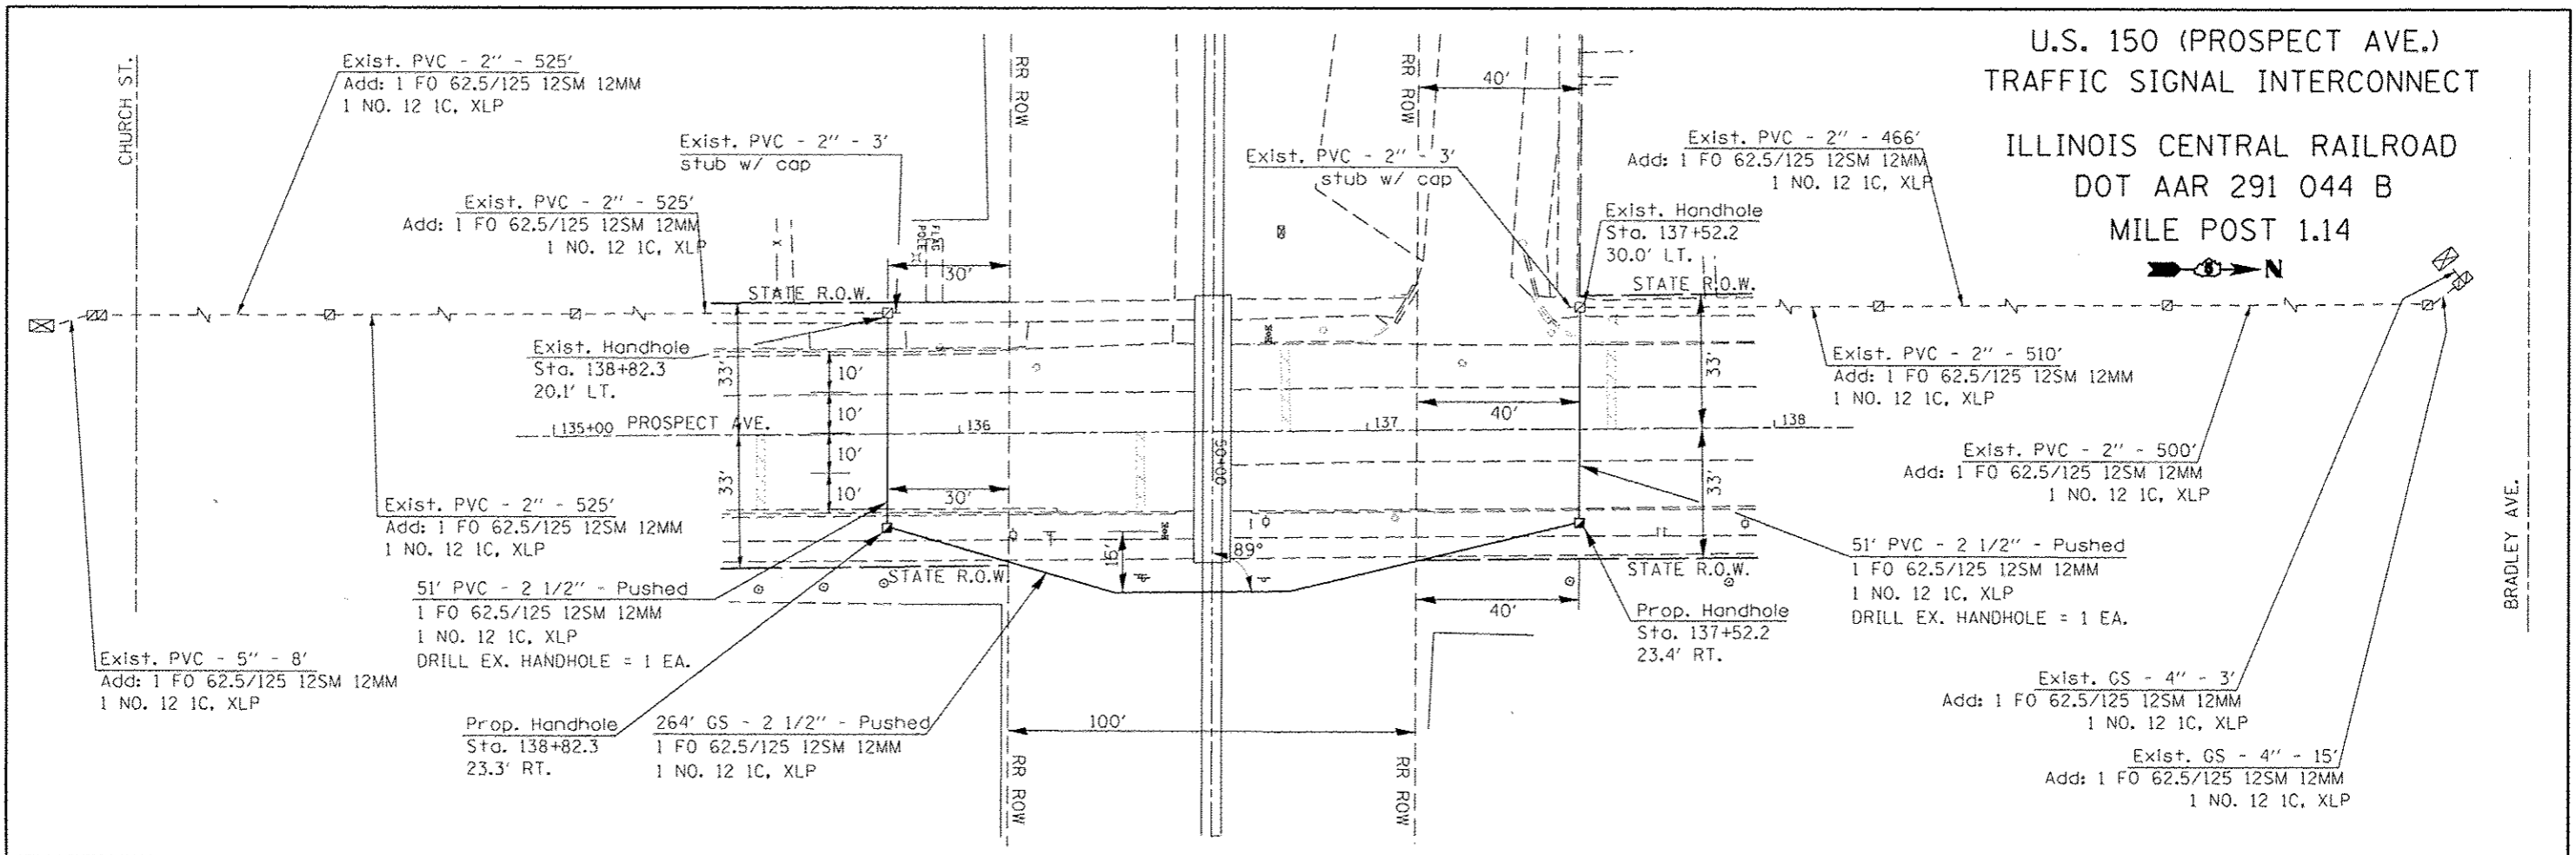 U.S. 150 (PROSPECT AVE.)
TRAFFIC SIGNAL INTERCONNECT
ILLINOIS CENTRAL RAILROAD
DOT AAR 291 044 B
MILE POST 1.14
N
CHURCH ST.
Exist. PVC - 2" - 525'
Add: 1 FO 62.5/125 12SM 12MM
1 NO. 12 1C, XLP
Exist. PVC - 2" - 3'
stub w/ cap
Exist. PVC - 2" - 525'
Add: 1 FO 62.5/125 12SM 12MM
1 NO. 12 1C, XLP
FLAG
POLE
30'
STATE R.O.W.
RR ROW
RR ROW
40'
Exist. PVC - 2" - 3'
stub w/ cap
Exist. PVC - 2" - 466'
Add: 1 FO 62.5/125 12SM 12MM
1 NO. 12 1C, XLP
Exist. Handhole
Sta. 137+52.2
30.0' LT.
STATE R.O.W.
Exist. Handhole
Sta. 138+82.3
20.1' LT.
33'
10'
10'
10'
10'
33'
135+00 PROSPECT AVE.
136
50+00
137
138
40'
33'
33'
Exist. PVC - 2" - 510'
Add: 1 FO 62.5/125 12SM 12MM
1 NO. 12 1C, XLP
Exist. PVC - 2" - 500'
Add: 1 FO 62.5/125 12SM 12MM
1 NO. 12 1C, XLP
BRADLEY AVE.
Exist. PVC - 2" - 525'
Add: 1 FO 62.5/125 12SM 12MM
1 NO. 12 1C, XLP
30'
16'
89°
STATE R.O.W.
STATE R.O.W.
51' PVC - 2 1/2" - Pushed
1 FO 62.5/125 12SM 12MM
1 NO. 12 1C, XLP
DRILL EX. HANDHOLE = 1 EA.
51' PVC - 2 1/2" - Pushed
1 FO 62.5/125 12SM 12MM
1 NO. 12 1C, XLP
DRILL EX. HANDHOLE = 1 EA.
40'
Prop. Handhole
Sta. 137+52.2
23.4' RT.
Exist. PVC - 5" - 8'
Add: 1 FO 62.5/125 12SM 12MM
1 NO. 12 1C, XLP
Prop. Handhole
Sta. 138+82.3
23.3' RT.
264' GS - 2 1/2" - Pushed
1 FO 62.5/125 12SM 12MM
1 NO. 12 1C, XLP
100'
RR ROW
RR ROW
Exist. GS - 4" - 3'
Add: 1 FO 62.5/125 12SM 12MM
1 NO. 12 1C, XLP
Exist. GS - 4" - 15'
Add: 1 FO 62.5/125 12SM 12MM
1 NO. 12 1C, XLP